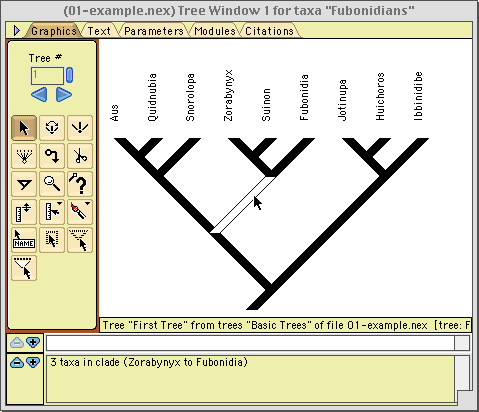 (01-example.nex) Tree Window 1 for taxa "Fubonidians"
Graphics Text Parameters Modules Citations
Tree #
1
Aus
Quidnubia
Snorolopa
Zorabynyx
Suinon
Fubonidia
Jotinupa
Huichoros
Ibbinidibe
?
NAME
Tree "First Tree" from trees "Basic Trees" of file 01-example.nex [tree: F
3 taxa in clade (Zorabynyx to Fubonidia)